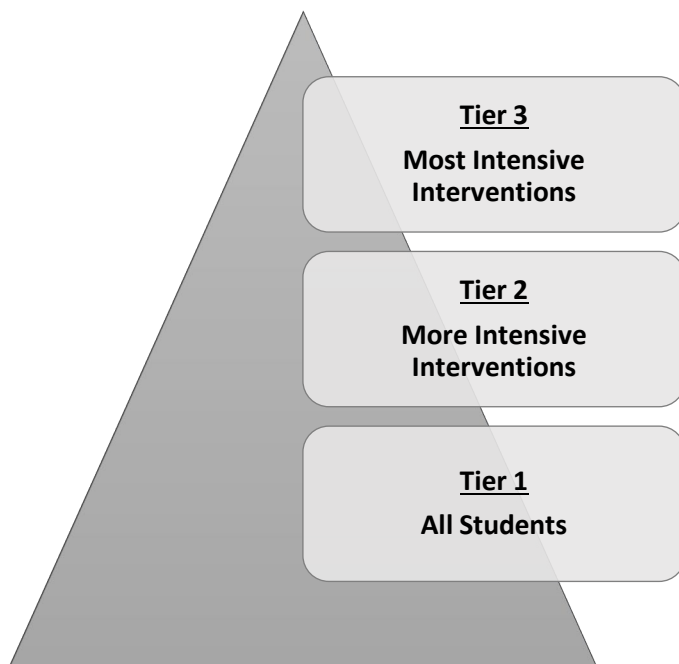 Tier 3
Most Intensive
Interventions
Tier 2
More Intensive
Interventions
Tier 1
All Students